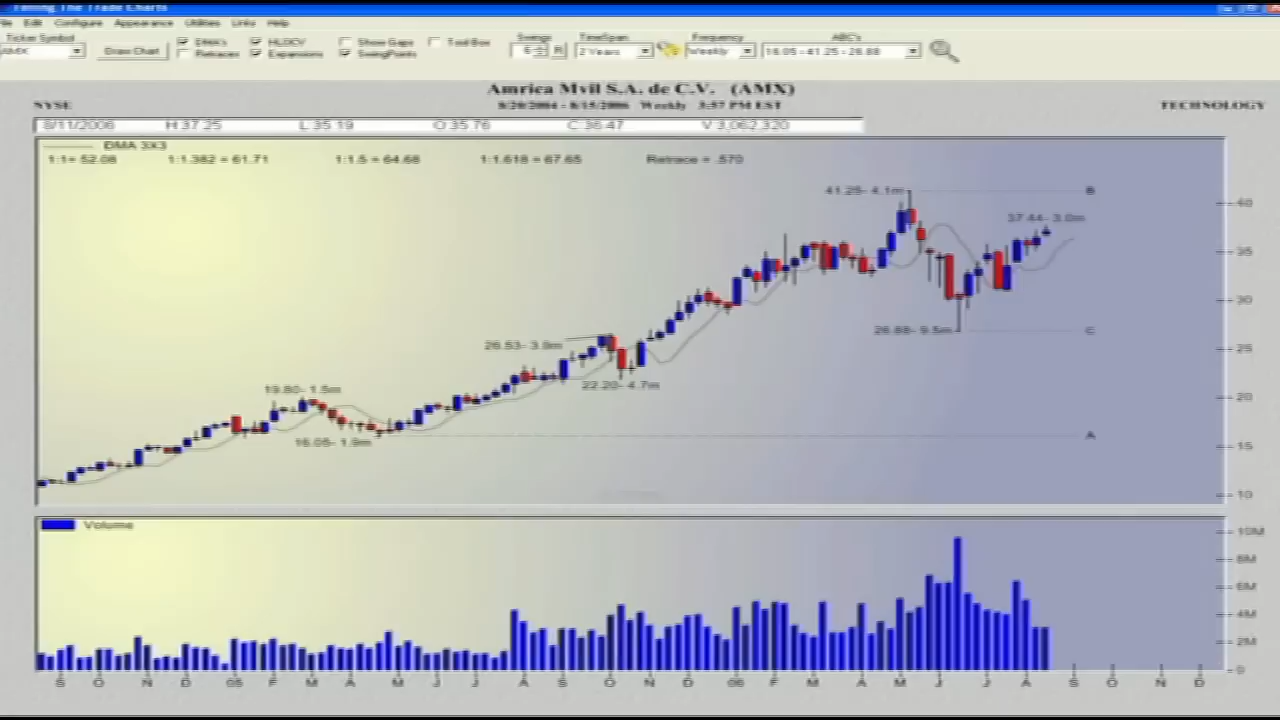 Timing The Trade Charts
File Edit Configure Appearance Utilities Links Help
Ticker Symbol Swings TimeSpan Frequency ABC's
AMX Draw Chart DMA's HLOCV Show Gaps Tool Box 6 R 2 Years Weekly 16.05 - 41.25 - 26.88
Retraces Expansions SwingPoints
Amrica Mvil S.A. de C.V. (AMX)
NYSE 8/20/2004 - 8/15/2006 Weekly 3:57 PM EST TECHNOLOGY
8/11/2006 H 37.25 L 35.19 O 35.76 C 36.47 V 3,062,320
DMA 3X3
1:1= 52.08 1:1.382 = 61.71 1:1.5 = 64.68 1:1.618 = 67.65 Retrace = .570
41.25- 4.1m B
40
37.44- 3.0m
35
30
26.88- 9.5m C
26.53- 3.9m 25
22.20- 4.7m
19.80- 1.5m 20
16.05- 1.9m A
15
10
Volume
10M
8M
6M
4M
2M
0
S O N D 05 F M A M J J A S O N D 06 F M A M J J A S O N D